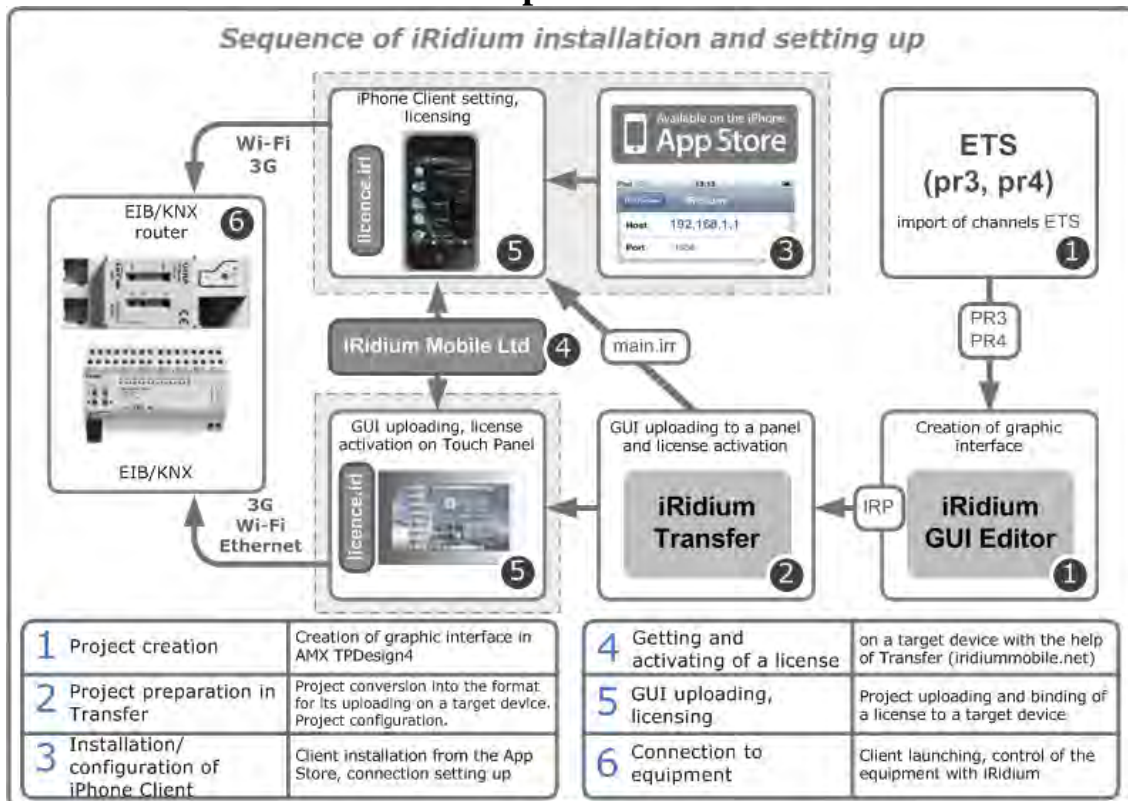 Sequence of iRidium installation and setting up
iPhone Client setting,
licensing
licence.irl
5
Available on the iPhone
App Store
iRidium
Host 192.168.1.1
Port
3
ETS
(pr3, pr4)
import of channels ETS
1
Wi-Fi
3G
EIB/KNX
router
6
EIB/KNX
iRidium Mobile Ltd
4
main.irr
PR3
PR4
3G
Wi-Fi
Ethernet
GUI uploading, license
activation on Touch Panel
licence.irl
5
GUI uploading to a panel
and license activation
iRidium
Transfer
2
IRP
Creation of graphic
interface
iRidium
GUI Editor
1
1 Project creation
Creation of graphic interface in
AMX TPDesign4
2 Project preparation in
Transfer
Project conversion into the format
for its uploading on a target device.
Project configuration.
3 Installation/
configuration of
iPhone Client
Client installation from the App
Store, connection setting up
4 Getting and
activating of a license
on a target device with the help
of Transfer (iridiummobile.net)
5 GUI uploading,
licensing
Project uploading and binding of
a license to a target device
6 Connection to
equipment
Client launching, control of the
equipment with iRidium